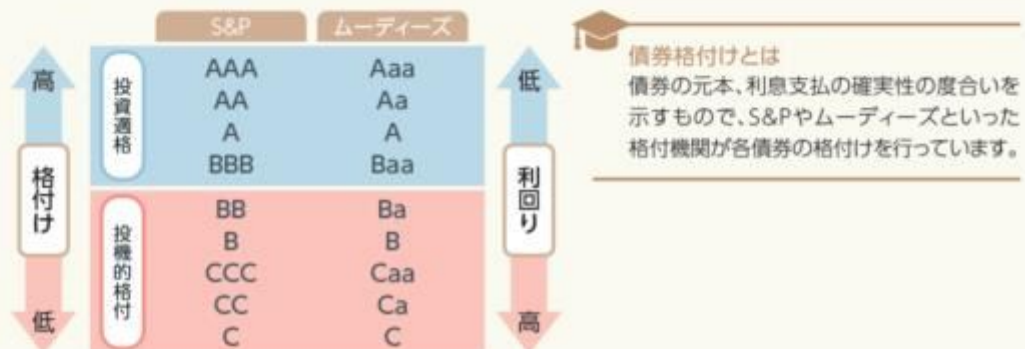 S&P ムーディーズ
高
格付け
低
投資適格
AAA Aaa
AA Aa
A A
BBB Baa
投機的格付
BB Ba
B B
CCC Caa
CC Ca
C C
低
利回り
高
債券格付けとは
債券の元本、利息支払の確実性の度合いを
示すもので、S&Pやムーディーズといった
格付機関が各債券の格付けを行っています。